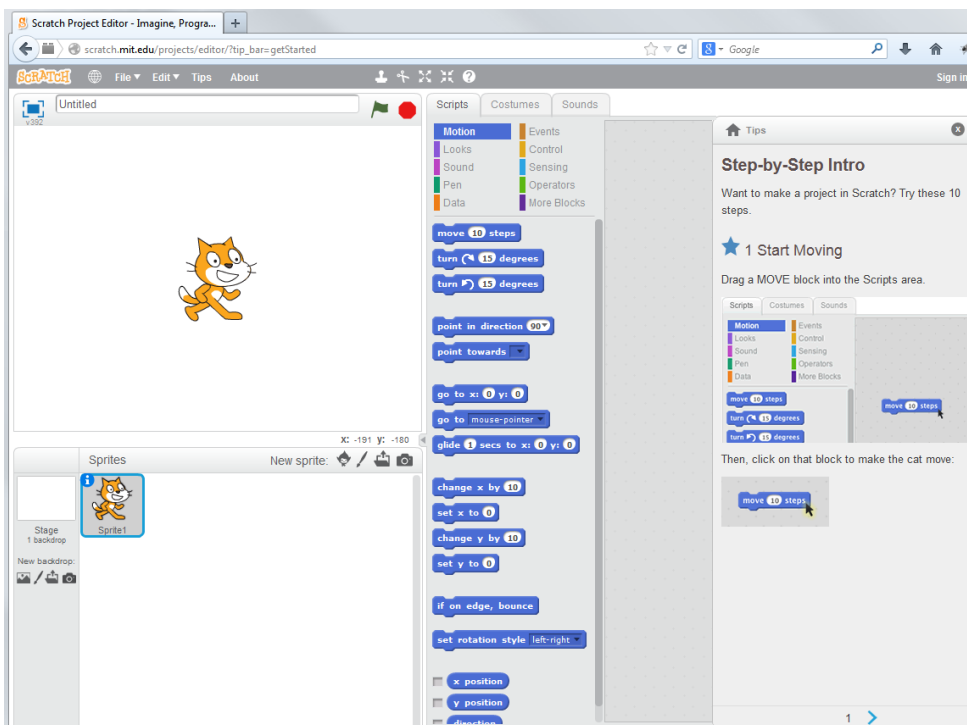 Scratch Project Editor - Imagine, Progra...
scratch.mit.edu/projects/editor/?tip_bar=getStarted
Google
SCRATCH File Edit Tips About
Sign in
v392
Untitled
X: -191 Y: -180
Sprites
New sprite:
Stage
1 backdrop
New backdrop:
Sprite1
Scripts Costumes Sounds
Motion Events
Looks Control
Sound Sensing
Pen Operators
Data More Blocks
move 10 steps
turn 15 degrees
turn 15 degrees
point in direction 90
point towards
go to x: 0 y: 0
go to mouse-pointer
glide 1 secs to x: 0 y: 0
change x by 10
set x to 0
change y by 10
set y to 0
if on edge, bounce
set rotation style left-right
x position
y position
direction
Tips
Step-by-Step Intro
Want to make a project in Scratch? Try these 10
steps.
1 Start Moving
Drag a MOVE block into the Scripts area.
Scripts Costumes Sounds
Motion Events
Looks Control
Sound Sensing
Pen Operators
Data More Blocks
move 10 steps
turn 15 degrees
turn 15 degrees
move 10 steps
Then, click on that block to make the cat move:
move 10 steps
1